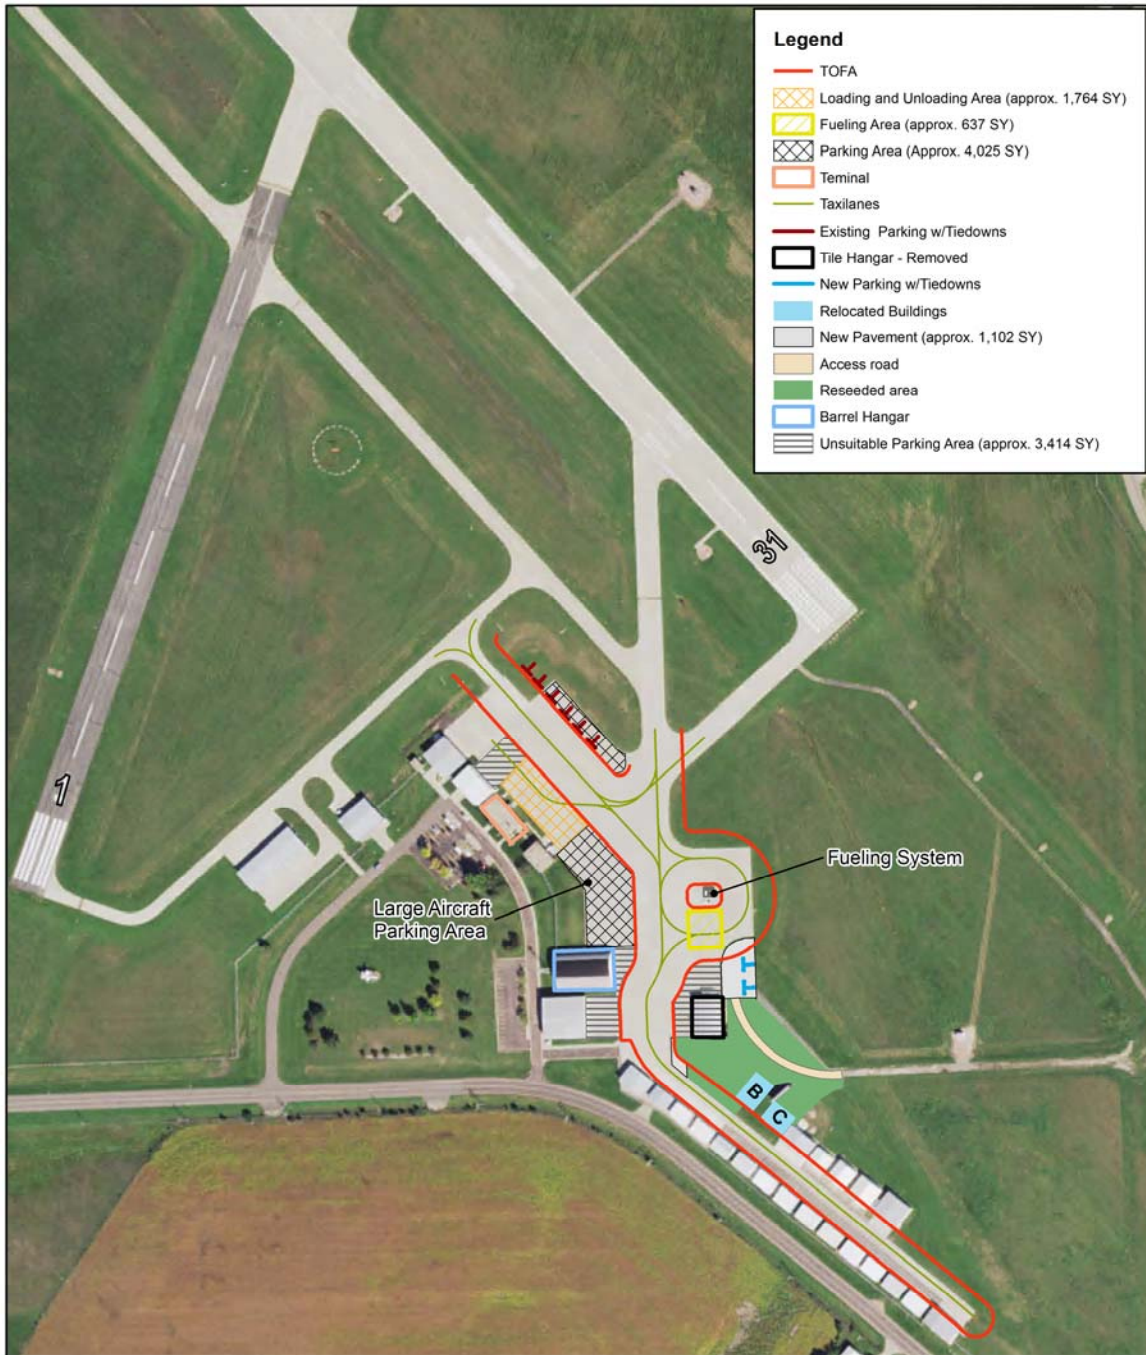 Legend
TOFA
Loading and Unloading Area (approx. 1,764 SY)
Fueling Area (approx. 637 SY)
Parking Area (Approx. 4,025 SY)
Teminal
Taxilanes
Existing Parking w/Tiedowns
Tile Hangar - Removed
New Parking w/Tiedowns
Relocated Buildings
New Pavement (approx. 1,102 SY)
Access road
Reseeded area
Barrel Hangar
Unsuitable Parking Area (approx. 3,414 SY)
31
1
Fueling System
Large Aircraft
Parking Area
B
C